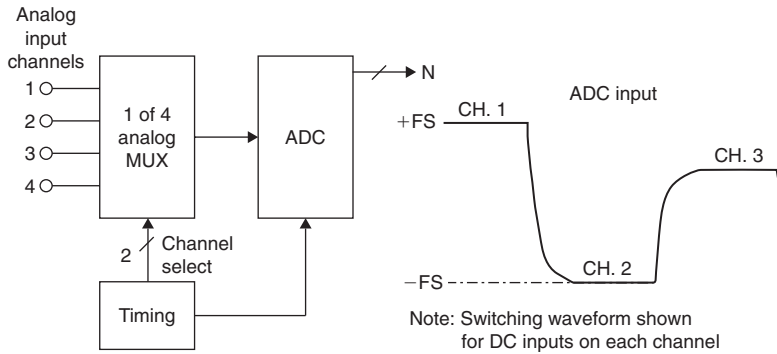 Analog
input
channels
1
2
3
4
1 of 4
analog
MUX
ADC
N
2
Channel
select
Timing
ADC input
+FS
CH. 1
CH. 2
CH. 3
−FS
Note: Switching waveform shown
for DC inputs on each channel